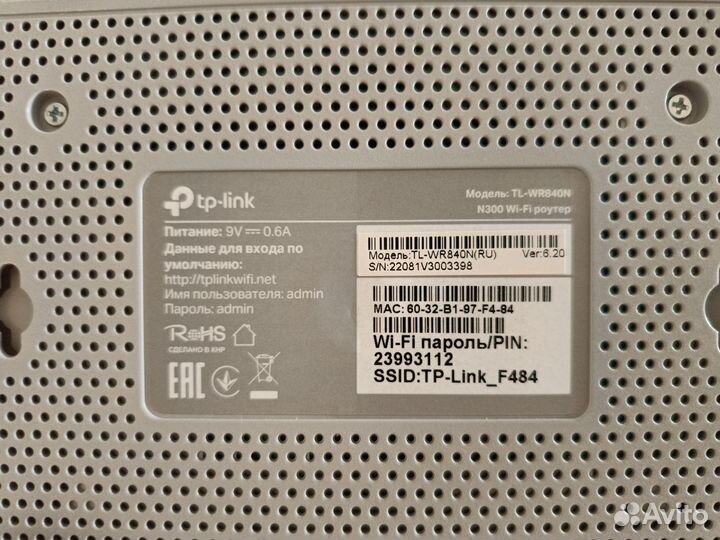 tp-link
Модель: TL-WR840N
N300 Wi-Fi роутер
Питание: 9V⎓0.6A
Данные для входа по
умолчанию:
http://tplinkwifi.net
Имя пользователя: admin
Пароль: admin
RoHS
СДЕЛАНО В КНР
EAC
Модель:TL-WR840N(RU) Ver:6.20
S/N:22081V3003398
MAC: 60-32-B1-97-F4-84
Wi-Fi пароль/PIN:
23993112
SSID:TP-Link_F484
Avito